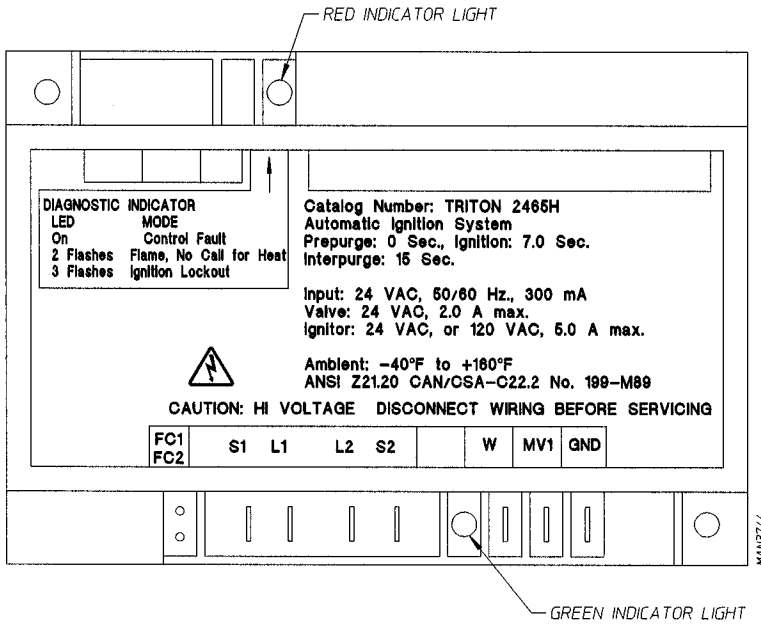 RED INDICATOR LIGHT
DIAGNOSTIC INDICATOR
LED MODE
On Control Fault
2 Flashes Flame, No Call for Heat
3 Flashes Ignition Lockout
Catalog Number: TRITON 2465H
Automatic Ignition System
Prepurge: 0 Sec., Ignition: 7.0 Sec.
Interpurge: 15 Sec.
Input: 24 VAC, 50/60 Hz., 300 mA
Valve: 24 VAC, 2.0 A max.
Ignitor: 24 VAC, or 120 VAC, 5.0 A max.
Ambient: -40°F to +160°F
ANSI Z21.20 CAN/CSA-C22.2 No. 199-M89
CAUTION: HI VOLTAGE DISCONNECT WIRING BEFORE SERVICING
FC1
FC2
S1 L1 L2 S2 W MV1 GND
GREEN INDICATOR LIGHT